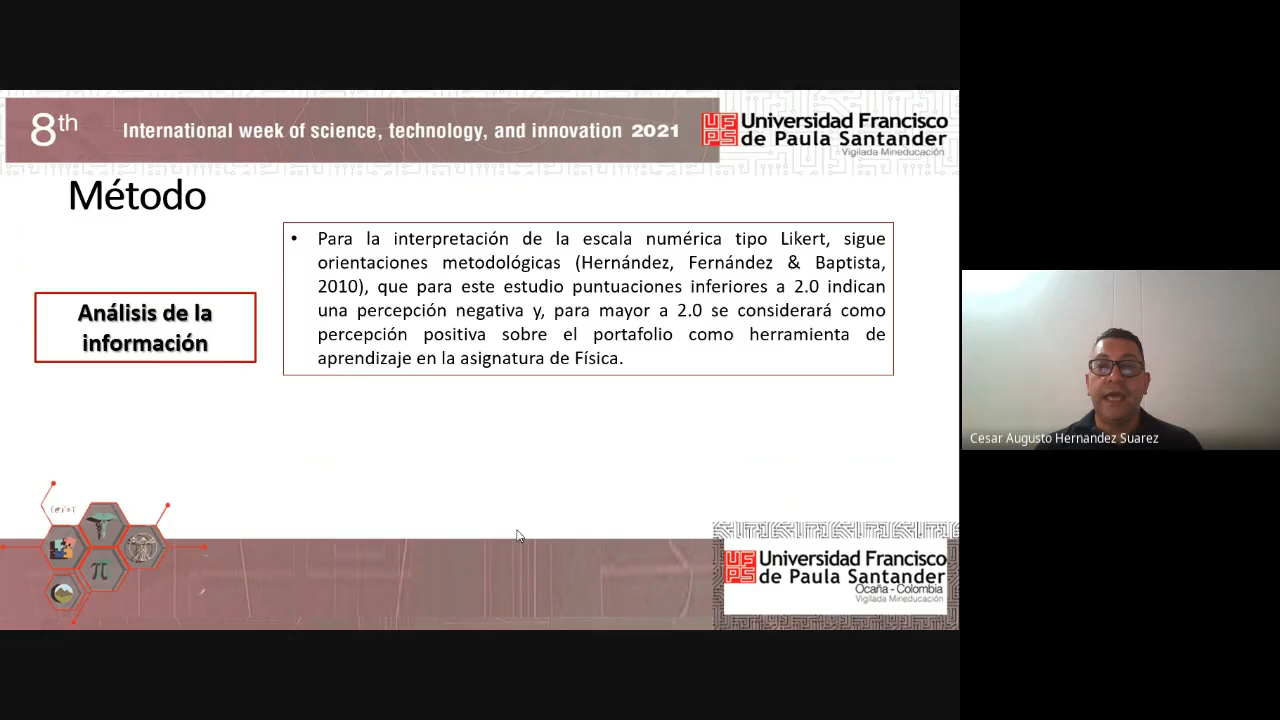 8th
International week of science, technology, and innovation 2021
UFPS
Universidad Francisco
de Paula Santander
Vigilada Mineducación
Método
Análisis de la
información
• Para la interpretación de la escala numérica tipo Likert, sigue
orientaciones metodológicas (Hernández, Fernández & Baptista,
2010), que para este estudio puntuaciones inferiores a 2.0 indican
una percepción negativa y, para mayor a 2.0 se considerará como
percepción positiva sobre el portafolio como herramienta de
aprendizaje en la asignatura de Física.
Cesar Augusto Hernandez Suarez
π
UFPS
Universidad Francisco
de Paula Santander
Ocaña - Colombia
Vigilada Mineducación